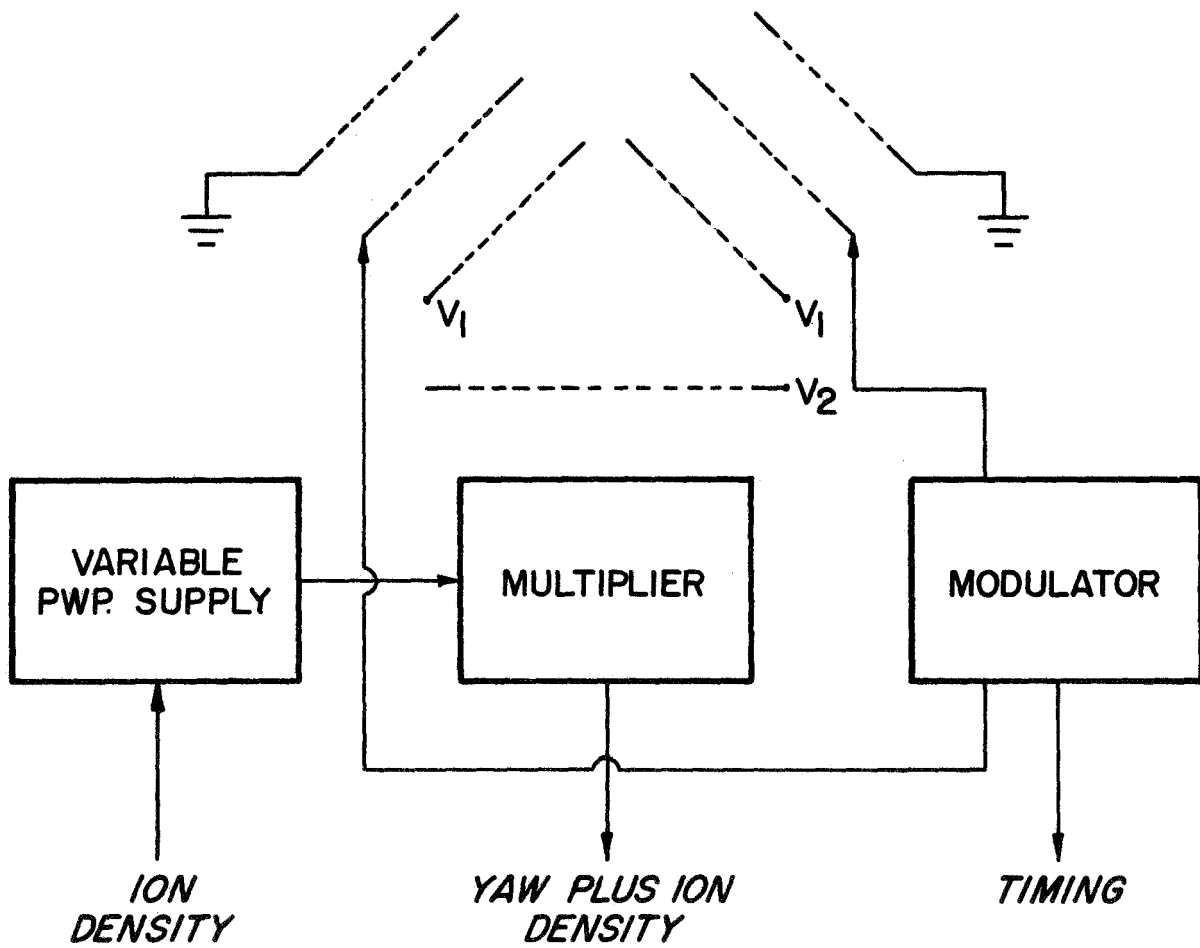 V1
V1
V2
VARIABLE
PWP. SUPPLY
MULTIPLIER
MODULATOR
ION
DENSITY
YAW PLUS ION
DENSITY
TIMING